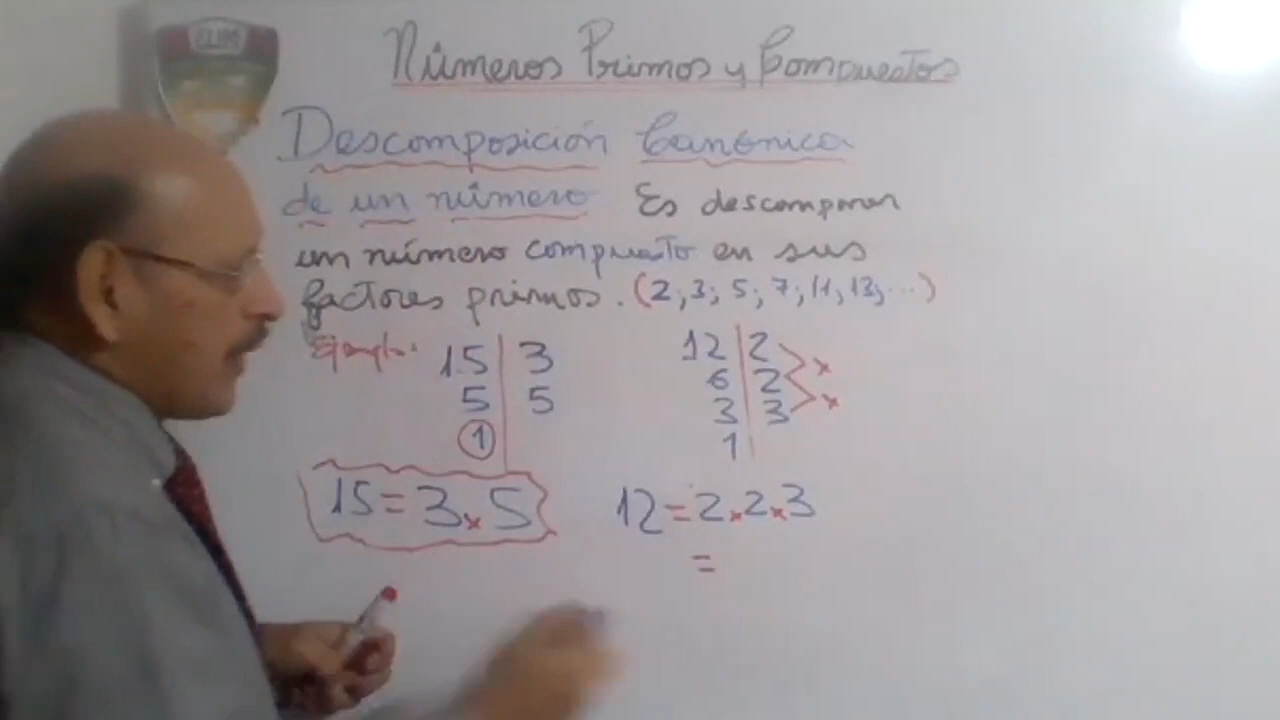 ELIM
Números Primos y Compuestos
Descomposición Canónica
de un número Es descomponer
un número compuesto en sus
factores primos. (2; 3; 5; 7; 11; 13; ...)
Ejemplo: 15 3 12 2
5 5 6 2 x
1 3 3 x
1
15 = 3 x 5 12 = 2 x 2 x 3
=